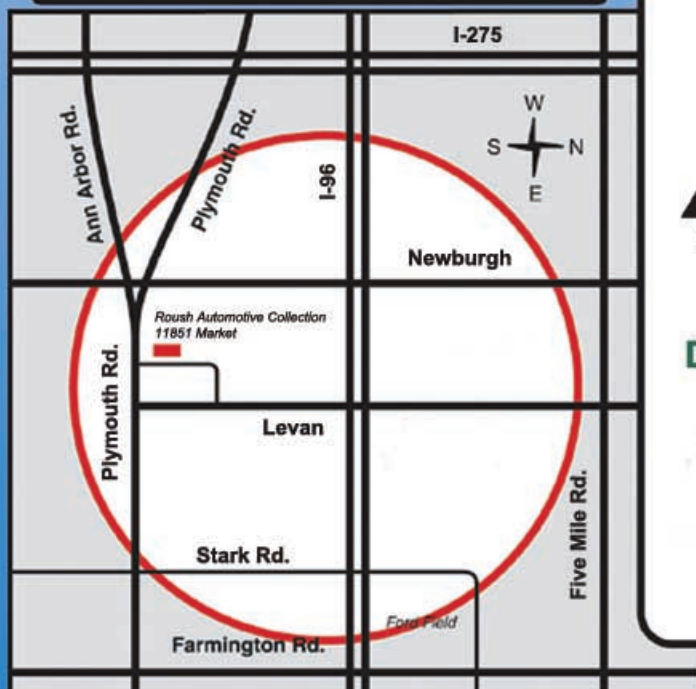 I-275
W
S N
E
Ann Arbor Rd.
Plymouth Rd.
I-96
Newburgh
Roush Automotive Collection
11851 Market
Plymouth Rd.
Levan
Five Mile Rd.
Stark Rd.
Ford Field
Farmington Rd.